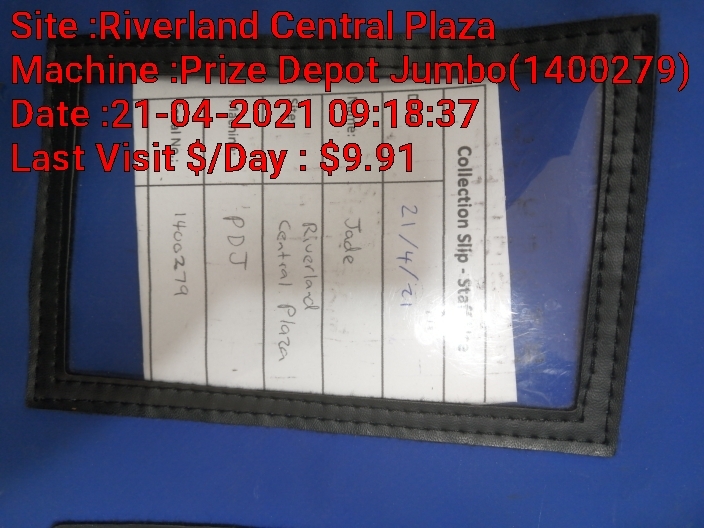 Site :Riverland Central Plaza
Machine :Prize Depot Jumbo(1400279)
Date :21-04-2021 09:18:37
Last Visit $/Day : $9.91
Collection Slip - Staff
21/4/21
Jade
Riverland
Central Plaza
PDJ
1400279